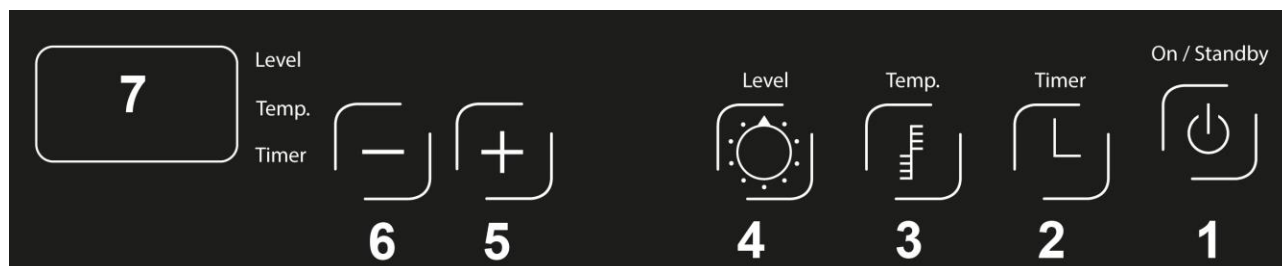 On / Standby
Level
7
Level Temp. Timer
Temp.
Timer
6 5 4 3 2 1